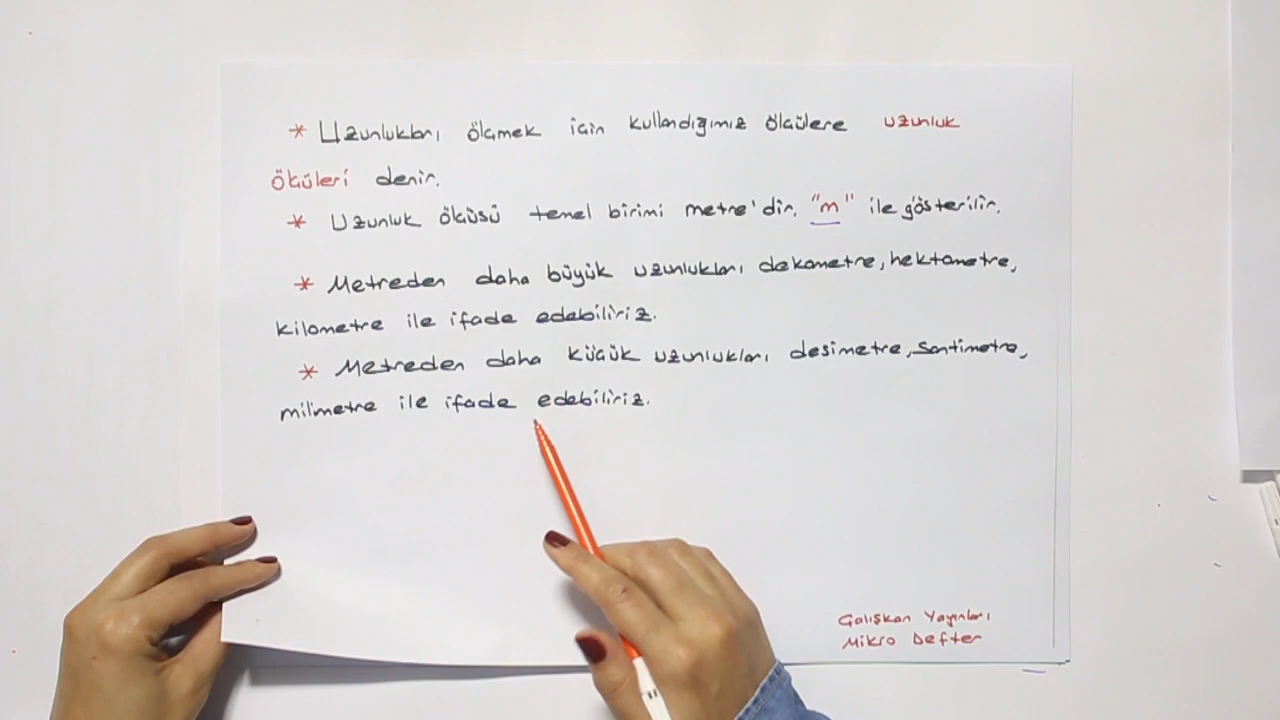 * Uzunlukları ölçmek için kullandığımız ölçülere uzunluk
ölçüleri denir.
* Uzunluk ölçüsü temel birimi metre'dir. "m" ile gösterilir.
* Metreden daha büyük uzunlukları dekametre, hektometre,
kilometre ile ifade edebiliriz.
* Metreden daha küçük uzunlukları desimetre, santimetre,
milimetre ile ifade edebiliriz.
Çalışkan Yayınları
Mikro Defter